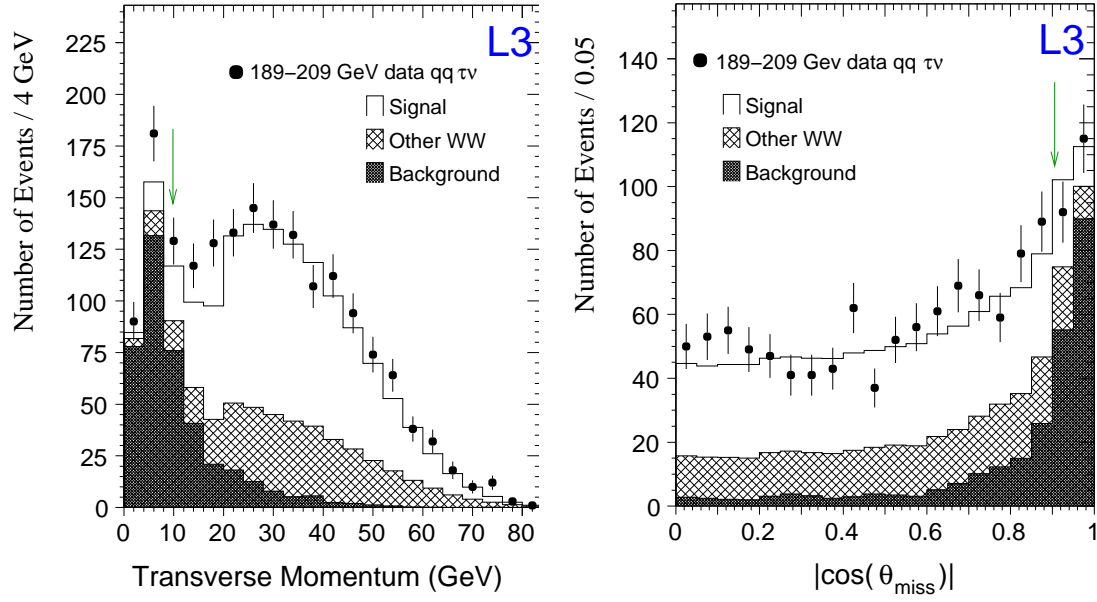 L3
Number of Events / 4 GeV
189–209 GeV data qq τν
Signal
Other WW
Background
225
200
175
150
125
100
75
50
25
0
0 10 20 30 40 50 60 70 80
Transverse Momentum (GeV)
L3
Number of Events / 0.05
189–209 Gev data qq τν
Signal
Other WW
Background
140
120
100
80
60
40
20
0
0 0.2 0.4 0.6 0.8 1
|cos(θmiss)|